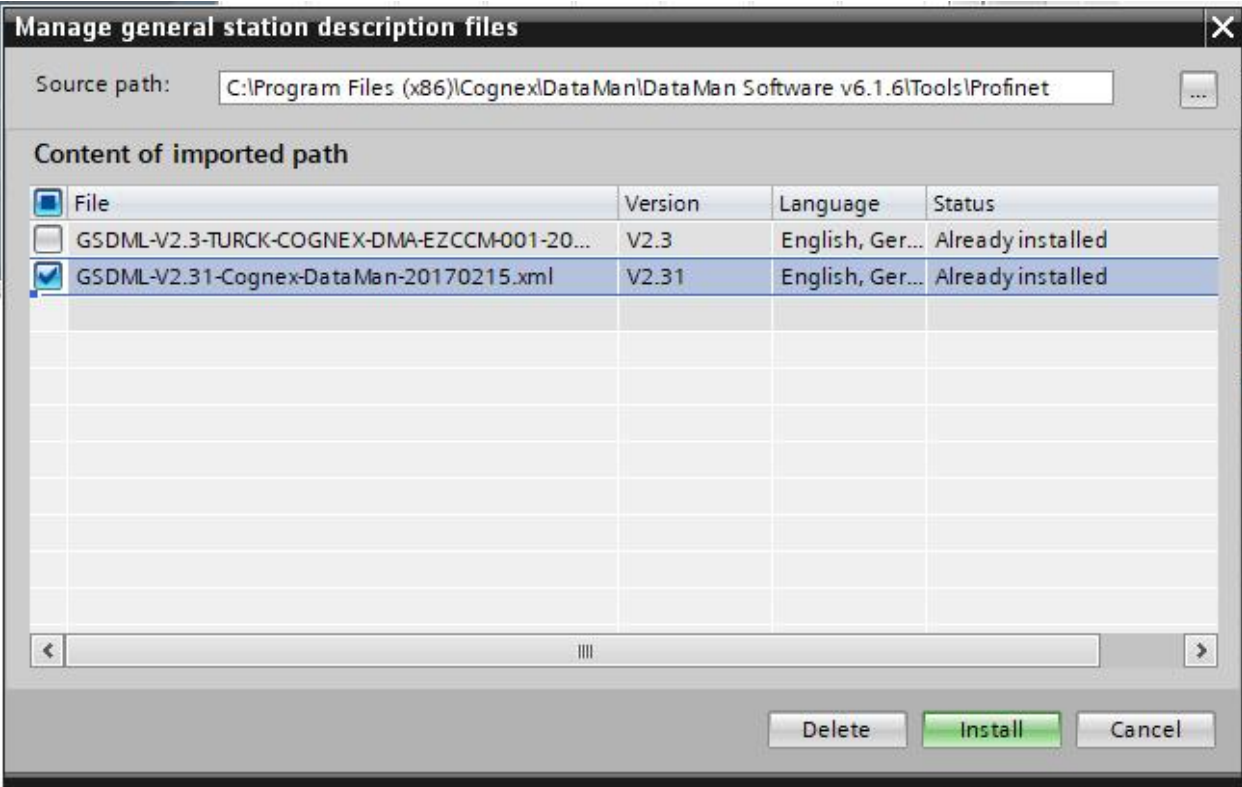 Manage general station description files
Source path: C:\Program Files (x86)\Cognex\DataMan\DataMan Software v6.1.6\Tools\Profinet ...
Content of imported path
File Version Language Status
GSDML-V2.3-TURCK-COGNEX-DMA-EZCCM-001-20... V2.3 English, Ger... Already installed
GSDML-V2.31-Cognex-DataMan-20170215.xml V2.31 English, Ger... Already installed
Delete Install Cancel